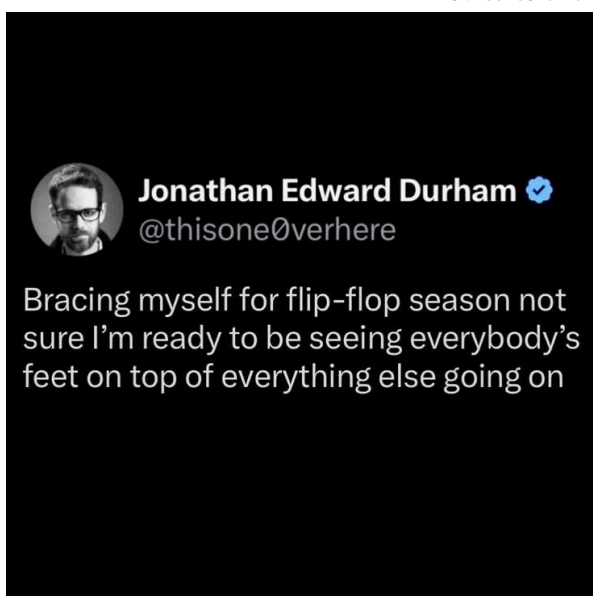 Jonathan Edward Durham
@thisone0verhere
Bracing myself for flip-flop season not
sure I’m ready to be seeing everybody’s
feet on top of everything else going on